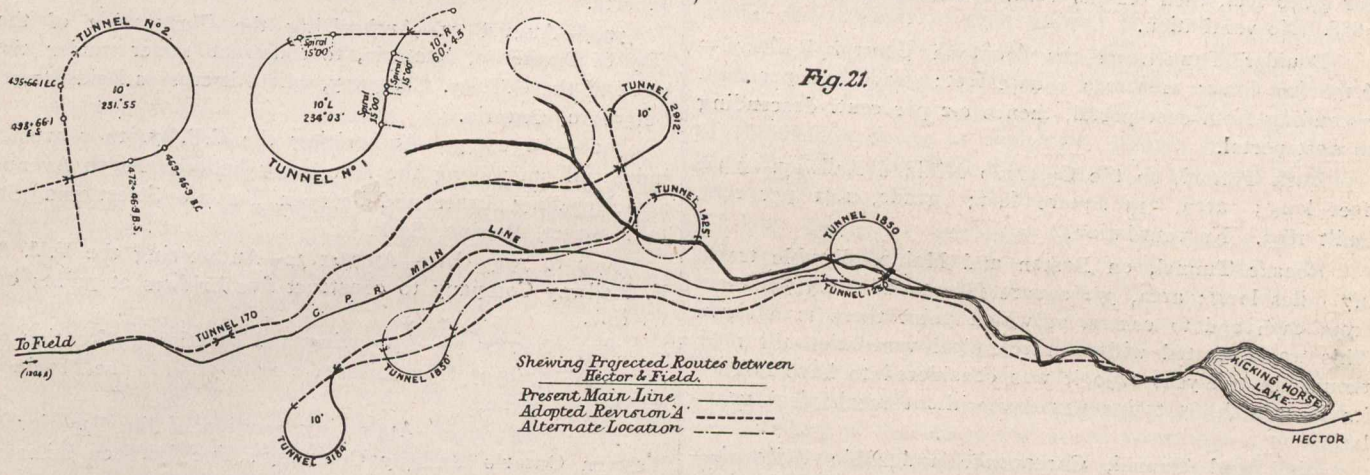 Fig. 21.
TUNNEL Nº 2
495+66.1 E.C.
10°
231.°55
495+66.1
E.S.
469+46.9 B.C.
472+46.9 B.S.
Spiral
15'00'
10° R
60°.45'
Spiral
15'00'
Spiral
15'00'
10° L
234°03'
TUNNEL Nº 1
TUNNEL 2912'
10°
TUNNEL 1425'
TUNNEL 1850
TUNNEL 1250
C. P. R. MAIN LINE
TUNNEL 170
To Field
TUNNEL 1850
10°
TUNNEL 3184'
Shewing Projected Routes between
Hector & Field.
Present Main Line
Adopted Revision 'A'
Alternate Location
KICKING HORSE
LAKE
HECTOR